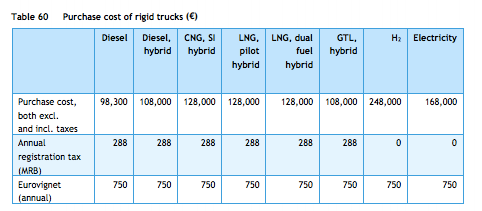 Table 60 Purchase cost of rigid trucks (€)
Diesel Diesel, CNG, SI LNG, LNG, dual GTL, H₂ Electricity
hybrid hybrid pilot fuel hybrid
hybrid hybrid
Purchase cost, 98,300 108,000 128,000 128,000 128,000 108,000 248,000 168,000
both excl.
and incl. taxes
Annual 288 288 288 288 288 288 0 0
registration tax
(MRB)
Eurovignet 750 750 750 750 750 750 750 750
(annual)